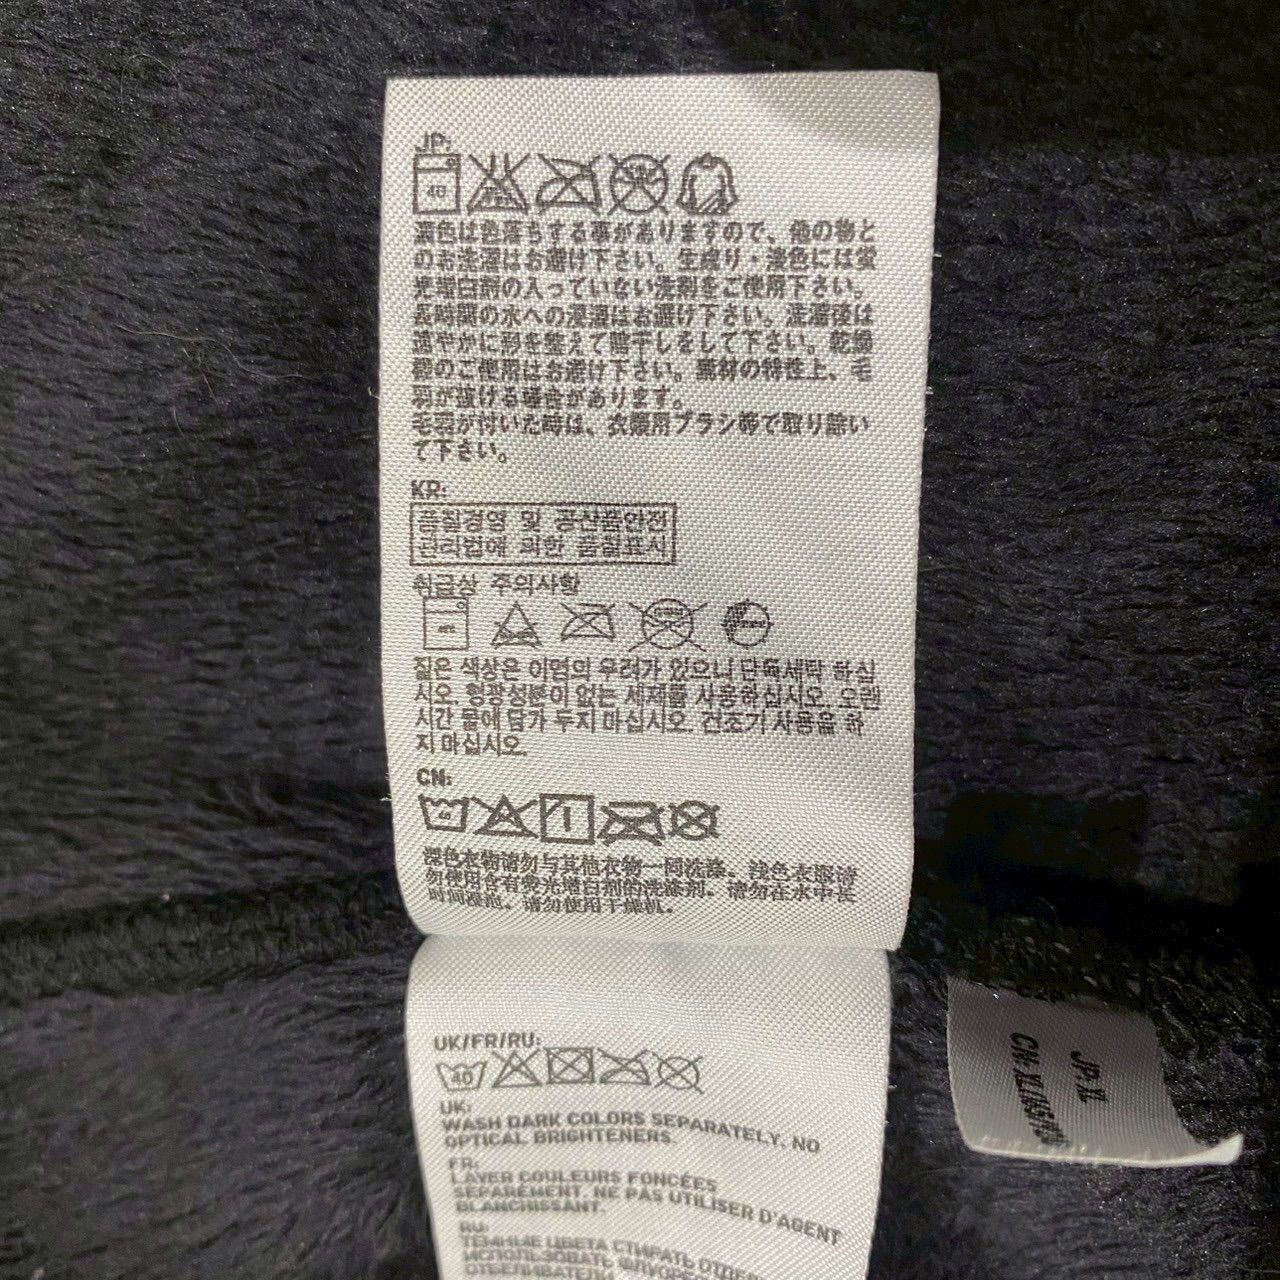 JP:
40
濃色は色落ちする事がありますので、他の物と
のお洗濯はお避け下さい。生成り・淡色には蛍
光増白剤の入っていない洗剤をご使用下さい。
長時間の水への浸漬はお避け下さい。洗濯後は
速やかに形を整えて陰干しをして下さい。乾燥
機のご使用はお避け下さい。素材の特性上、毛
羽が抜ける場合があります。
毛羽が付いた時は、衣類用ブラシ等で取り除い
て下さい。
KR:
품질경영 및 공산품안전
관리법에 의한 품질표시
취급상 주의사항
짙은 색상은 이염의 우려가 있으니 단독세탁 하십
시오. 형광성분이 없는 세제를 사용하십시오. 오랜
시간 물에 담가 두지 마십시오. 건조기 사용을 하
지 마십시오.
CN:
40
深色衣物请勿与其他衣物一同洗涤。浅色衣服请
勿使用含有荧光增白剂的洗涤剂。请勿在水中长
时间浸泡。请勿使用干燥机。
UK/FR/RU:
40
UK:
WASH DARK COLORS SEPARATELY. NO
OPTICAL BRIGHTENERS.
FR:
LAVER COULEURS FONCÉES
SÉPARÉMENT. NE PAS UTILISER D'AGENT
BLANCHISSANT.
RU:
ТЕМНЫЕ ЦВЕТА СТИРАТЬ
ИСПОЛЬЗОВАТЬ
ОТБЕЛИВАТЕЛИ
JP. XL